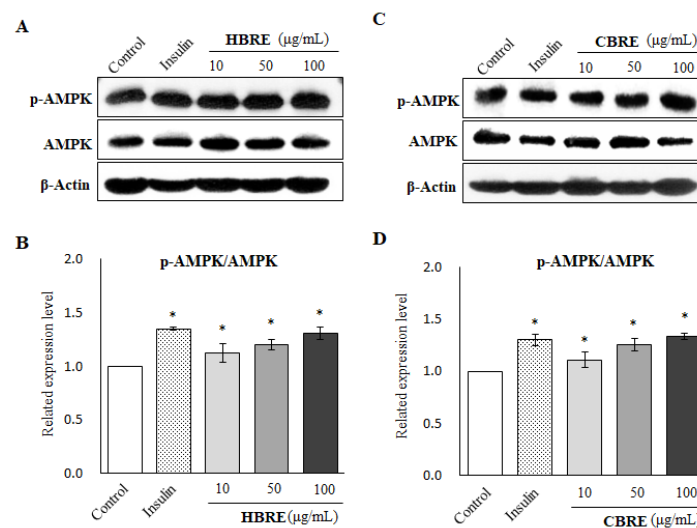 A
Control
Insulin
HBRE (µg/mL)
10 50 100
p-AMPK
AMPK
β-Actin
C
Control
Insulin
CBRE (µg/mL)
10 50 100
p-AMPK
AMPK
β-Actin
B
p-AMPK/AMPK
Related expression level
2.0
1.5
1.0
0.5
0.0
* * * *
Control
Insulin
10 50 100
HBRE (µg/mL)
D
p-AMPK/AMPK
Related expression level
2.0
1.5
1.0
0.5
0.0
* * * *
Control
Insulin
10 50 100
CBRE (µg/mL)